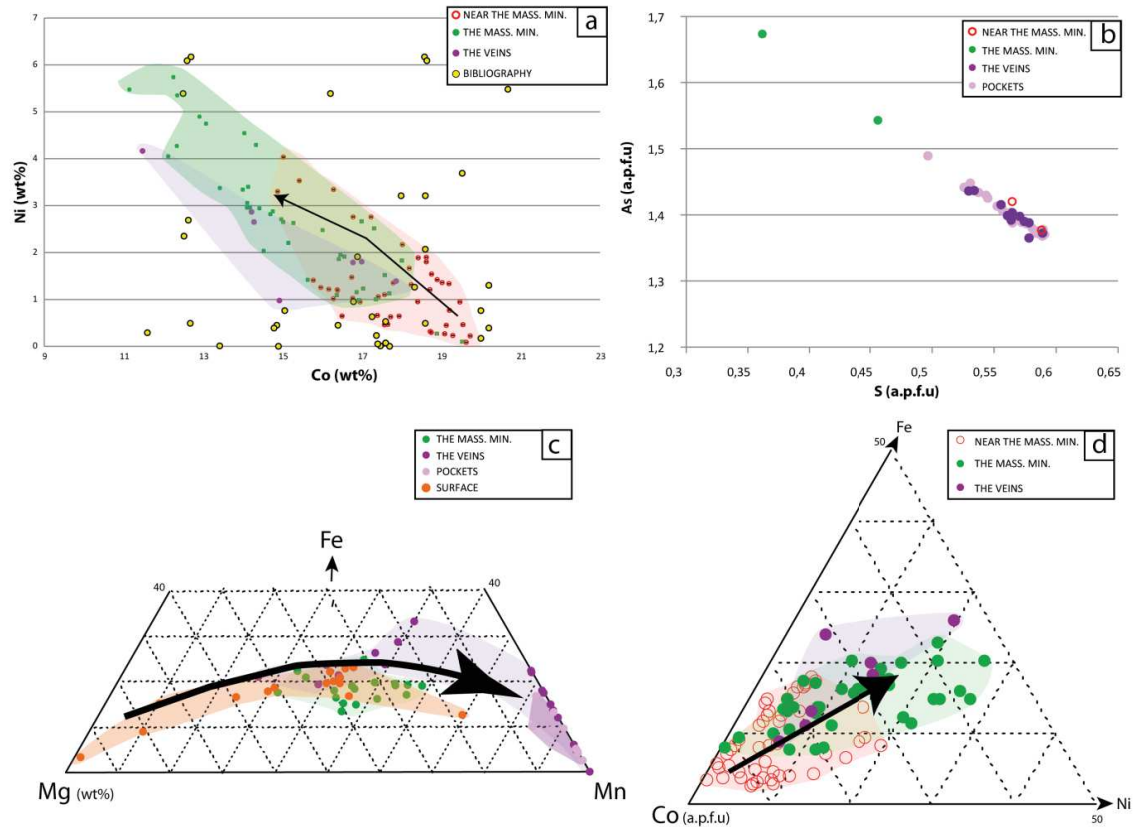 a
NEAR THE MASS. MIN.
THE MASS. MIN.
THE VEINS
BIBLIOGRAPHY
7
6
5
4
3
2
1
0
Ni (wt%)
9 11 13 15 17 19 21 23
Co (wt%)
b
NEAR THE MASS. MIN.
THE MASS. MIN.
THE VEINS
POCKETS
1,7
1,6
1,5
1,4
1,3
1,2
As (a.p.f.u)
0,3 0,35 0,4 0,45 0,5 0,55 0,6 0,65
S (a.p.f.u)
c
THE MASS. MIN.
THE VEINS
POCKETS
SURFACE
Fe
40 40
Mg (wt%) Mn
d
NEAR THE MASS. MIN.
THE MASS. MIN.
THE VEINS
Fe
50
Co (a.p.f.u) Ni
50